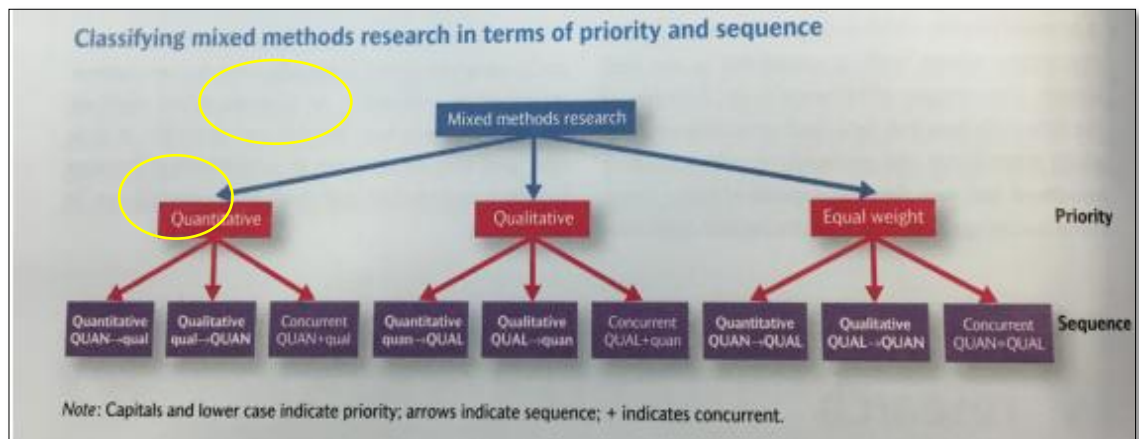 Classifying mixed methods research in terms of priority and sequence
Mixed methods research
Quantitative Qualitative Equal weight Priority
Quantitative Qualitative Concurrent Quantitative Qualitative Concurrent Quantitative Qualitative Concurrent Sequence
QUAN→qual qual→QUAN QUAN+qual quan→QUAL QUAL→quan QUAL+quan QUAN→QUAL QUAL→QUAN QUAN+QUAL
Note: Capitals and lower case indicate priority; arrows indicate sequence; + indicates concurrent.